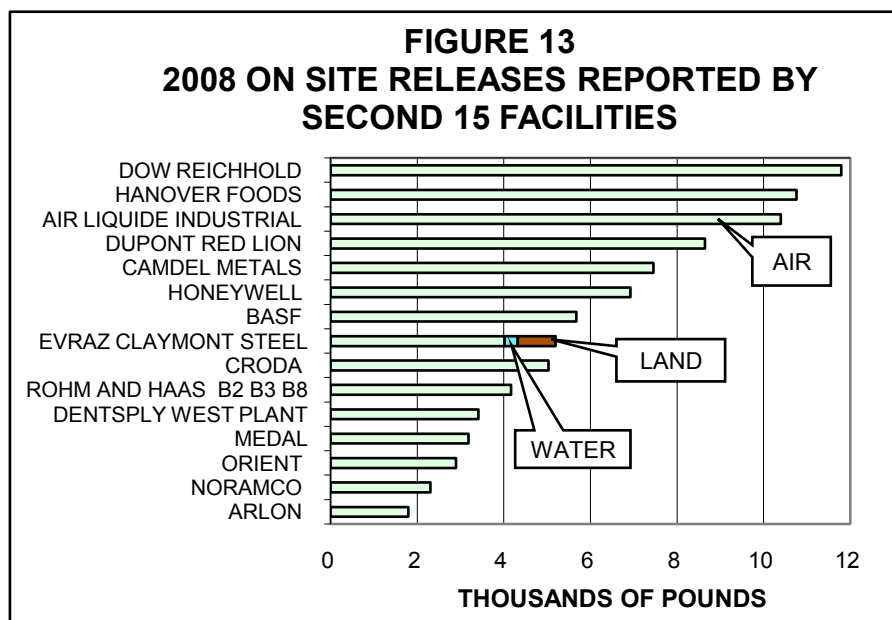 FIGURE 13
2008 ON SITE RELEASES REPORTED BY
SECOND 15 FACILITIES
DOW REICHHOLD
HANOVER FOODS
AIR LIQUIDE INDUSTRIAL
DUPONT RED LION
AIR
CAMDEL METALS
HONEYWELL
BASF
EVRAZ CLAYMONT STEEL
LAND
CRODA
ROHM AND HAAS B2 B3 B8
DENTSPLY WEST PLANT
MEDAL
WATER
ORIENT
NORAMCO
ARLON
0 2 4 6 8 10 12
THOUSANDS OF POUNDS